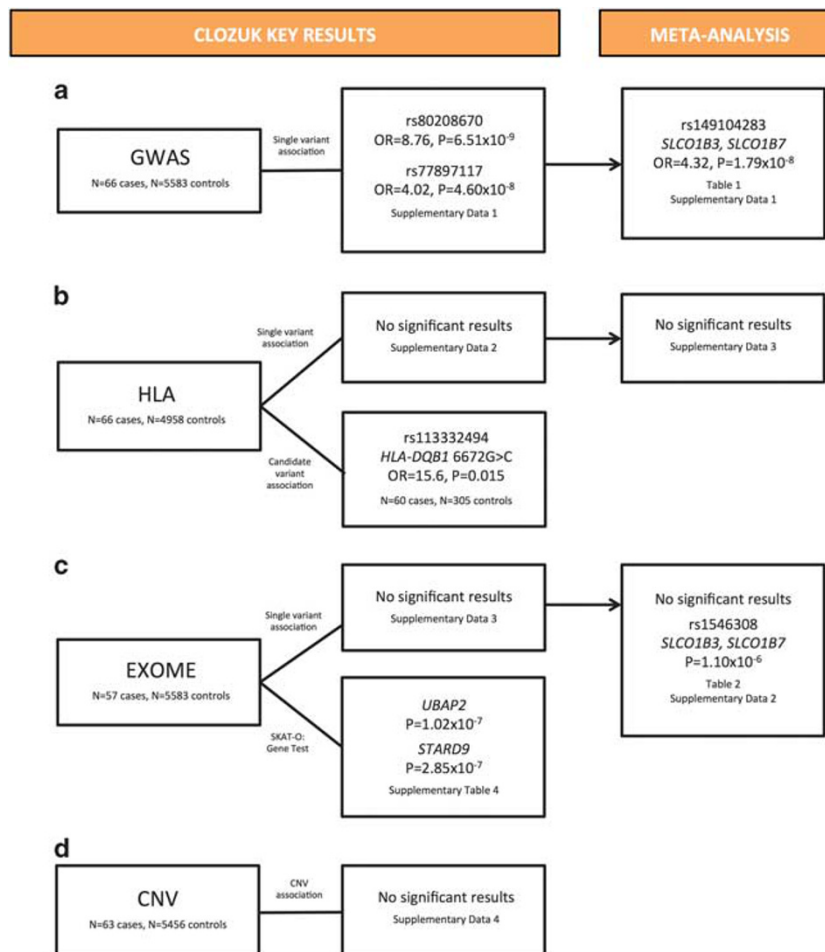 CLOZUK KEY RESULTS
META-ANALYSIS
a
GWAS
N=66 cases, N=5583 controls
Single variant
association
rs80208670
OR=8.76, P=6.51x10⁻⁹
rs77897117
OR=4.02, P=4.60x10⁻⁸
Supplementary Data 1
rs149104283
SLCO1B3, SLCO1B7
OR=4.32, P=1.79x10⁻⁸
Table 1
Supplementary Data 1
b
HLA
N=66 cases, N=4958 controls
Single variant
association
No significant results
Supplementary Data 2
No significant results
Supplementary Data 3
Candidate
variant
association
rs113332494
HLA-DQB1 6672G>C
OR=15.6, P=0.015
N=60 cases, N=305 controls
c
EXOME
N=57 cases, N=5583 controls
Single variant
association
No significant results
Supplementary Data 3
No significant results
rs1546308
SLCO1B3, SLCO1B7
P=1.10x10⁻⁶
Table 2
Supplementary Data 2
SKAT-O:
Gene Test
UBAP2
P=1.02x10⁻⁷
STARD9
P=2.85x10⁻⁷
Supplementary Table 4
d
CNV
N=63 cases, N=5456 controls
CNV
association
No significant results
Supplementary Data 4